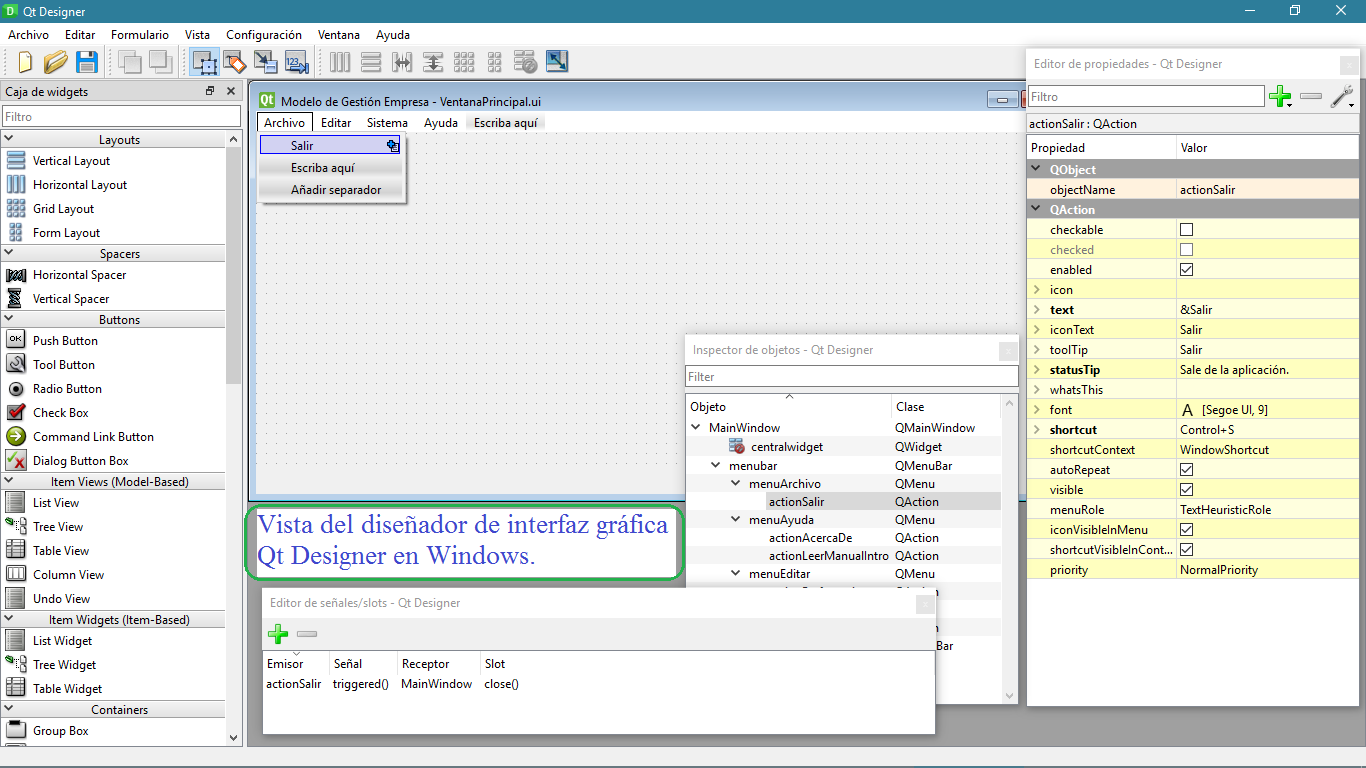 Qt Designer
Archivo Editar Formulario Vista Configuración Ventana Ayuda
Caja de widgets
Filtro
Layouts
Vertical Layout
Horizontal Layout
Grid Layout
Form Layout
Spacers
Horizontal Spacer
Vertical Spacer
Buttons
OK Push Button
Tool Button
Radio Button
Check Box
Command Link Button
Dialog Button Box
Item Views (Model-Based)
List View
Tree View
Table View
Column View
Undo View
Item Widgets (Item-Based)
List Widget
Tree Widget
Table Widget
Containers
Group Box
Qt Modelo de Gestión Empresa - VentanaPrincipal.ui
Archivo Editar Sistema Ayuda Escriba aquí
Salir
Escriba aquí
Añadir separador
Vista del diseñador de interfaz gráfica
Qt Designer en Windows.
Inspector de objetos - Qt Designer
Filter
Objeto Clase
MainWindow QMainWindow
centralwidget QWidget
menubar QMenuBar
menuArchivo QMenu
actionSalir QAction
menuAyuda QMenu
actionAcercaDe QAction
actionLeerManualIntro QAction
menuEditar QMenu
Editor de señales/slots - Qt Designer
Emisor Señal Receptor Slot
actionSalir triggered() MainWindow close()
Editor de propiedades - Qt Designer
Filtro
actionSalir : QAction
Propiedad Valor
QObject
objectName actionSalir
QAction
checkable
checked
enabled
icon
text &Salir
iconText Salir
toolTip Salir
statusTip Sale de la aplicación.
whatsThis
font A [Segoe UI, 9]
shortcut Control+S
shortcutContext WindowShortcut
autoRepeat
visible
menuRole TextHeuristicRole
iconVisibleInMenu
shortcutVisibleInCont...
priority NormalPriority